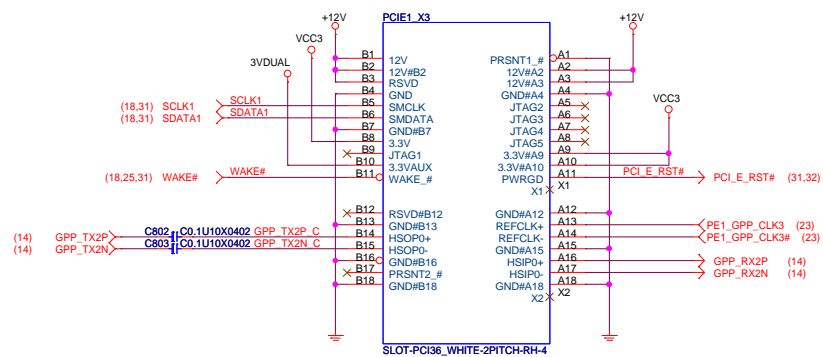 PCIE1_X3
+12V
+12V
VCC3
3VDUAL
VCC3
B1 12V PRSNT1_# A1
B2 12V#B2 12V#A2 A2
B3 RSVD 12V#A3 A3
B4 GND GND#A4 A4
(18,31) SCLK1 SCLK1 B5 SMCLK JTAG2 A5
(18,31) SDATA1 SDATA1 B6 SMDATA JTAG3 A6
B7 GND#B7 JTAG4 A7
B8 3.3V JTAG5 A8
B9 JTAG1 3.3V#A9 A9
B10 3.3VAUX 3.3V#A10 A10
(18,25,31) WAKE# WAKE# B11 WAKE_# PWRGD A11 PCI_E_RST# PCI_E_RST# (31,32)
X1 X1
B12 RSVD#B12 GND#A12 A12
B13 GND#B13 REFCLK+ A13 PE1_GPP_CLK3 (23)
(14) GPP_TX2P C802 C0.1U10X0402 GPP_TX2P_C B14 HSOP0+ REFCLK- A14 PE1_GPP_CLK3# (23)
(14) GPP_TX2N C803 C0.1U10X0402 GPP_TX2N_C B15 HSOP0- GND#A15 A15
B16 GND#B16 HSIP0+ A16 GPP_RX2P (14)
B17 PRSNT2_# HSIP0- A17 GPP_RX2N (14)
B18 GND#B18 GND#A18 A18
X2 X2
SLOT-PCI36_WHITE-2PITCH-RH-4